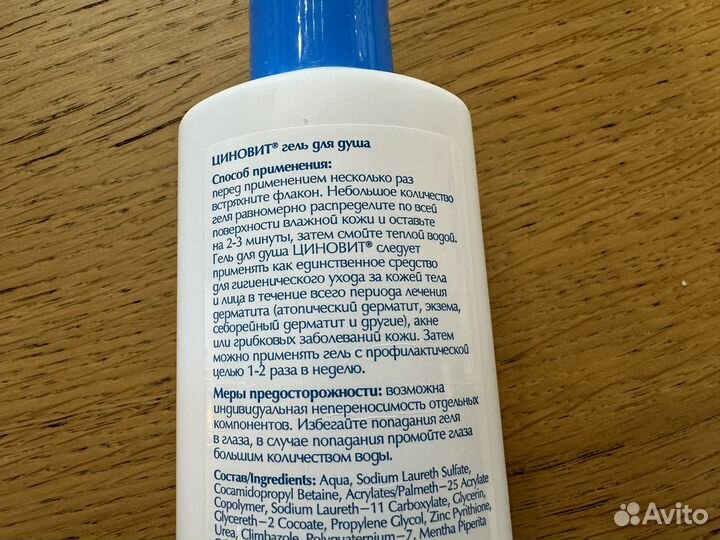 ЦИНОВИТ® гель для душа
Способ применения:
перед применением несколько раз
встряхните флакон. Небольшое количество
геля равномерно распределите по всей
поверхности влажной кожи и оставьте
на 2-3 минуты, затем смойте теплой водой.
Гель для душа ЦИНОВИТ® следует
применять как единственное средство
для гигиенического ухода за кожей тела
и лица в течение всего периода лечения
дерматита (атопический дерматит, экзема,
себорейный дерматит и другие), акне
или грибковых заболеваний кожи. Затем
можно применять гель с профилактической
целью 1-2 раза в неделю.
Меры предосторожности: возможна
индивидуальная непереносимость отдельных
компонентов. Избегайте попадания геля
в глаза, в случае попадания промойте глаза
большим количеством воды.
Состав/Ingredients: Aqua, Sodium Laureth Sulfate,
Cocamidopropyl Betaine, Acrylates/Palmeth-25 Acrylate
Copolymer, Sodium Laureth-11 Carboxylate, Glycerin,
Glycereth-2 Cocoate, Propylene Glycol, Zinc Pyrithione,
Urea, Climbazole, Polyquaternium-7, Mentha Piperita
Avito